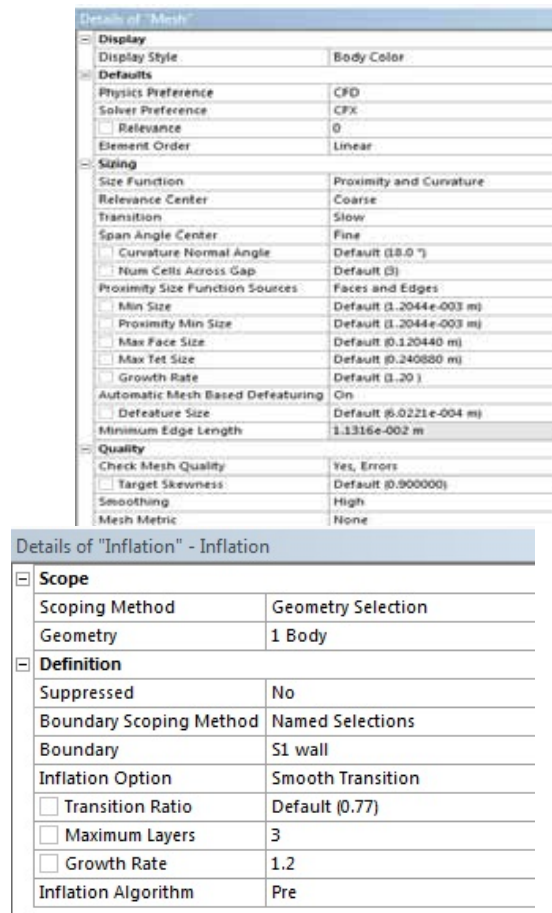 Details of "Mesh"
Display
Display Style Body Color
Defaults
Physics Preference CFD
Solver Preference CFX
Relevance 0
Element Order Linear
Sizing
Size Function Proximity and Curvature
Relevance Center Coarse
Transition Slow
Span Angle Center Fine
Curvature Normal Angle Default (18.0 °)
Num Cells Across Gap Default (3)
Proximity Size Function Sources Faces and Edges
Min Size Default (1.2044e-003 m)
Proximity Min Size Default (1.2044e-003 m)
Max Face Size Default (0.120440 m)
Max Tet Size Default (0.240880 m)
Growth Rate Default (1.20 )
Automatic Mesh Based Defeaturing On
Defeature Size Default (6.0221e-004 m)
Minimum Edge Length 1.1316e-002 m
Quality
Check Mesh Quality Yes, Errors
Target Skewness Default (0.900000)
Smoothing High
Mesh Metric None
Details of "Inflation" - Inflation
Scope
Scoping Method Geometry Selection
Geometry 1 Body
Definition
Suppressed No
Boundary Scoping Method Named Selections
Boundary S1 wall
Inflation Option Smooth Transition
Transition Ratio Default (0.77)
Maximum Layers 3
Growth Rate 1.2
Inflation Algorithm Pre